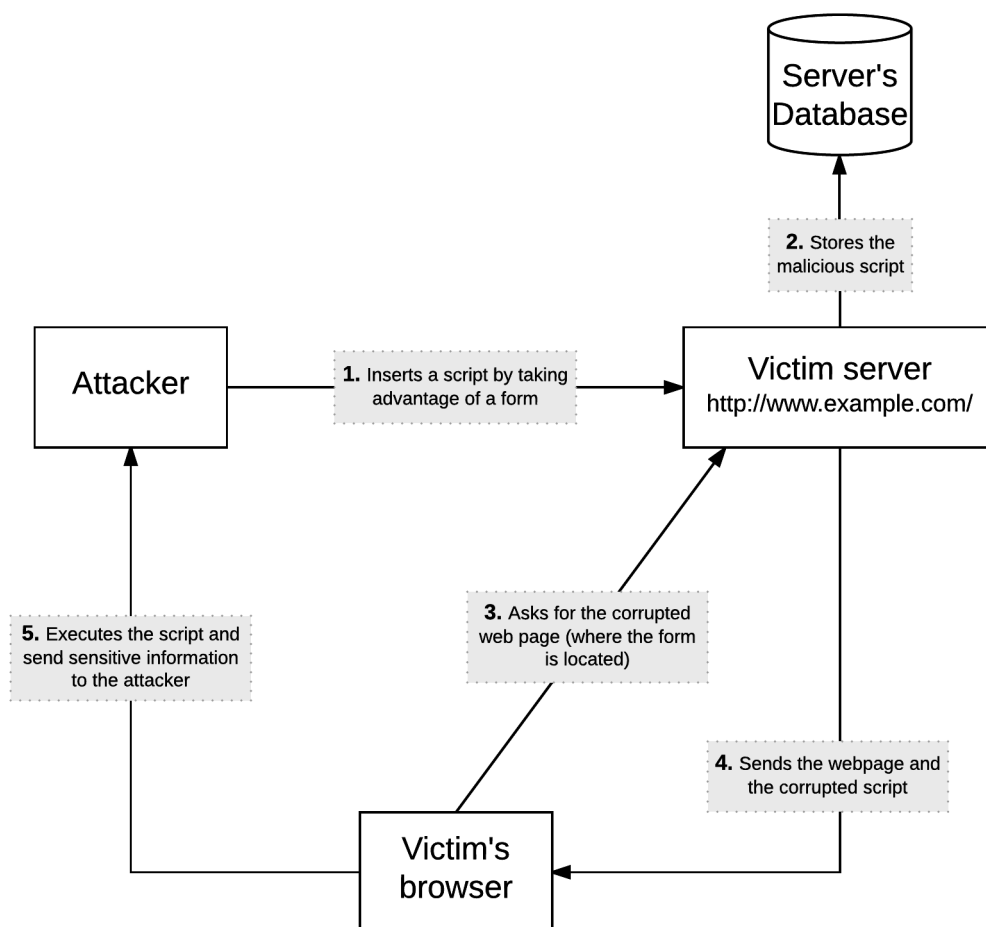 Server's
Database
2. Stores the
malicious script
Attacker
1. Inserts a script by taking
advantage of a form
Victim server
http://www.example.com/
3. Asks for the corrupted
web page (where the form
is located)
5. Executes the script and
send sensitive information
to the attacker
4. Sends the webpage and
the corrupted script
Victim's
browser